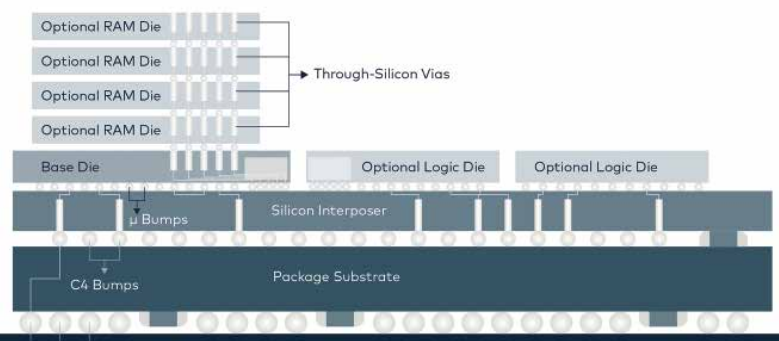 Optional RAM Die
Optional RAM Die
Through-Silicon Vias
Optional RAM Die
Optional RAM Die
Base Die
Optional Logic Die
Optional Logic Die
Silicon Interposer
μ Bumps
Package Substrate
C4 Bumps